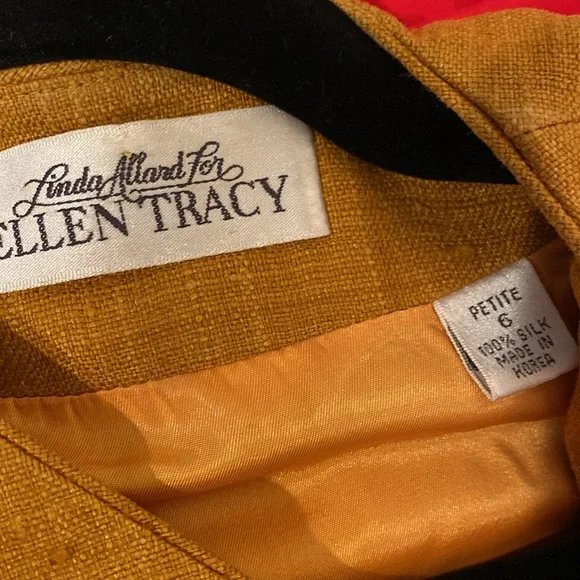 Linda Allard For
ELLEN TRACY
PETITE
6
100% SILK
MADE IN
KOREA